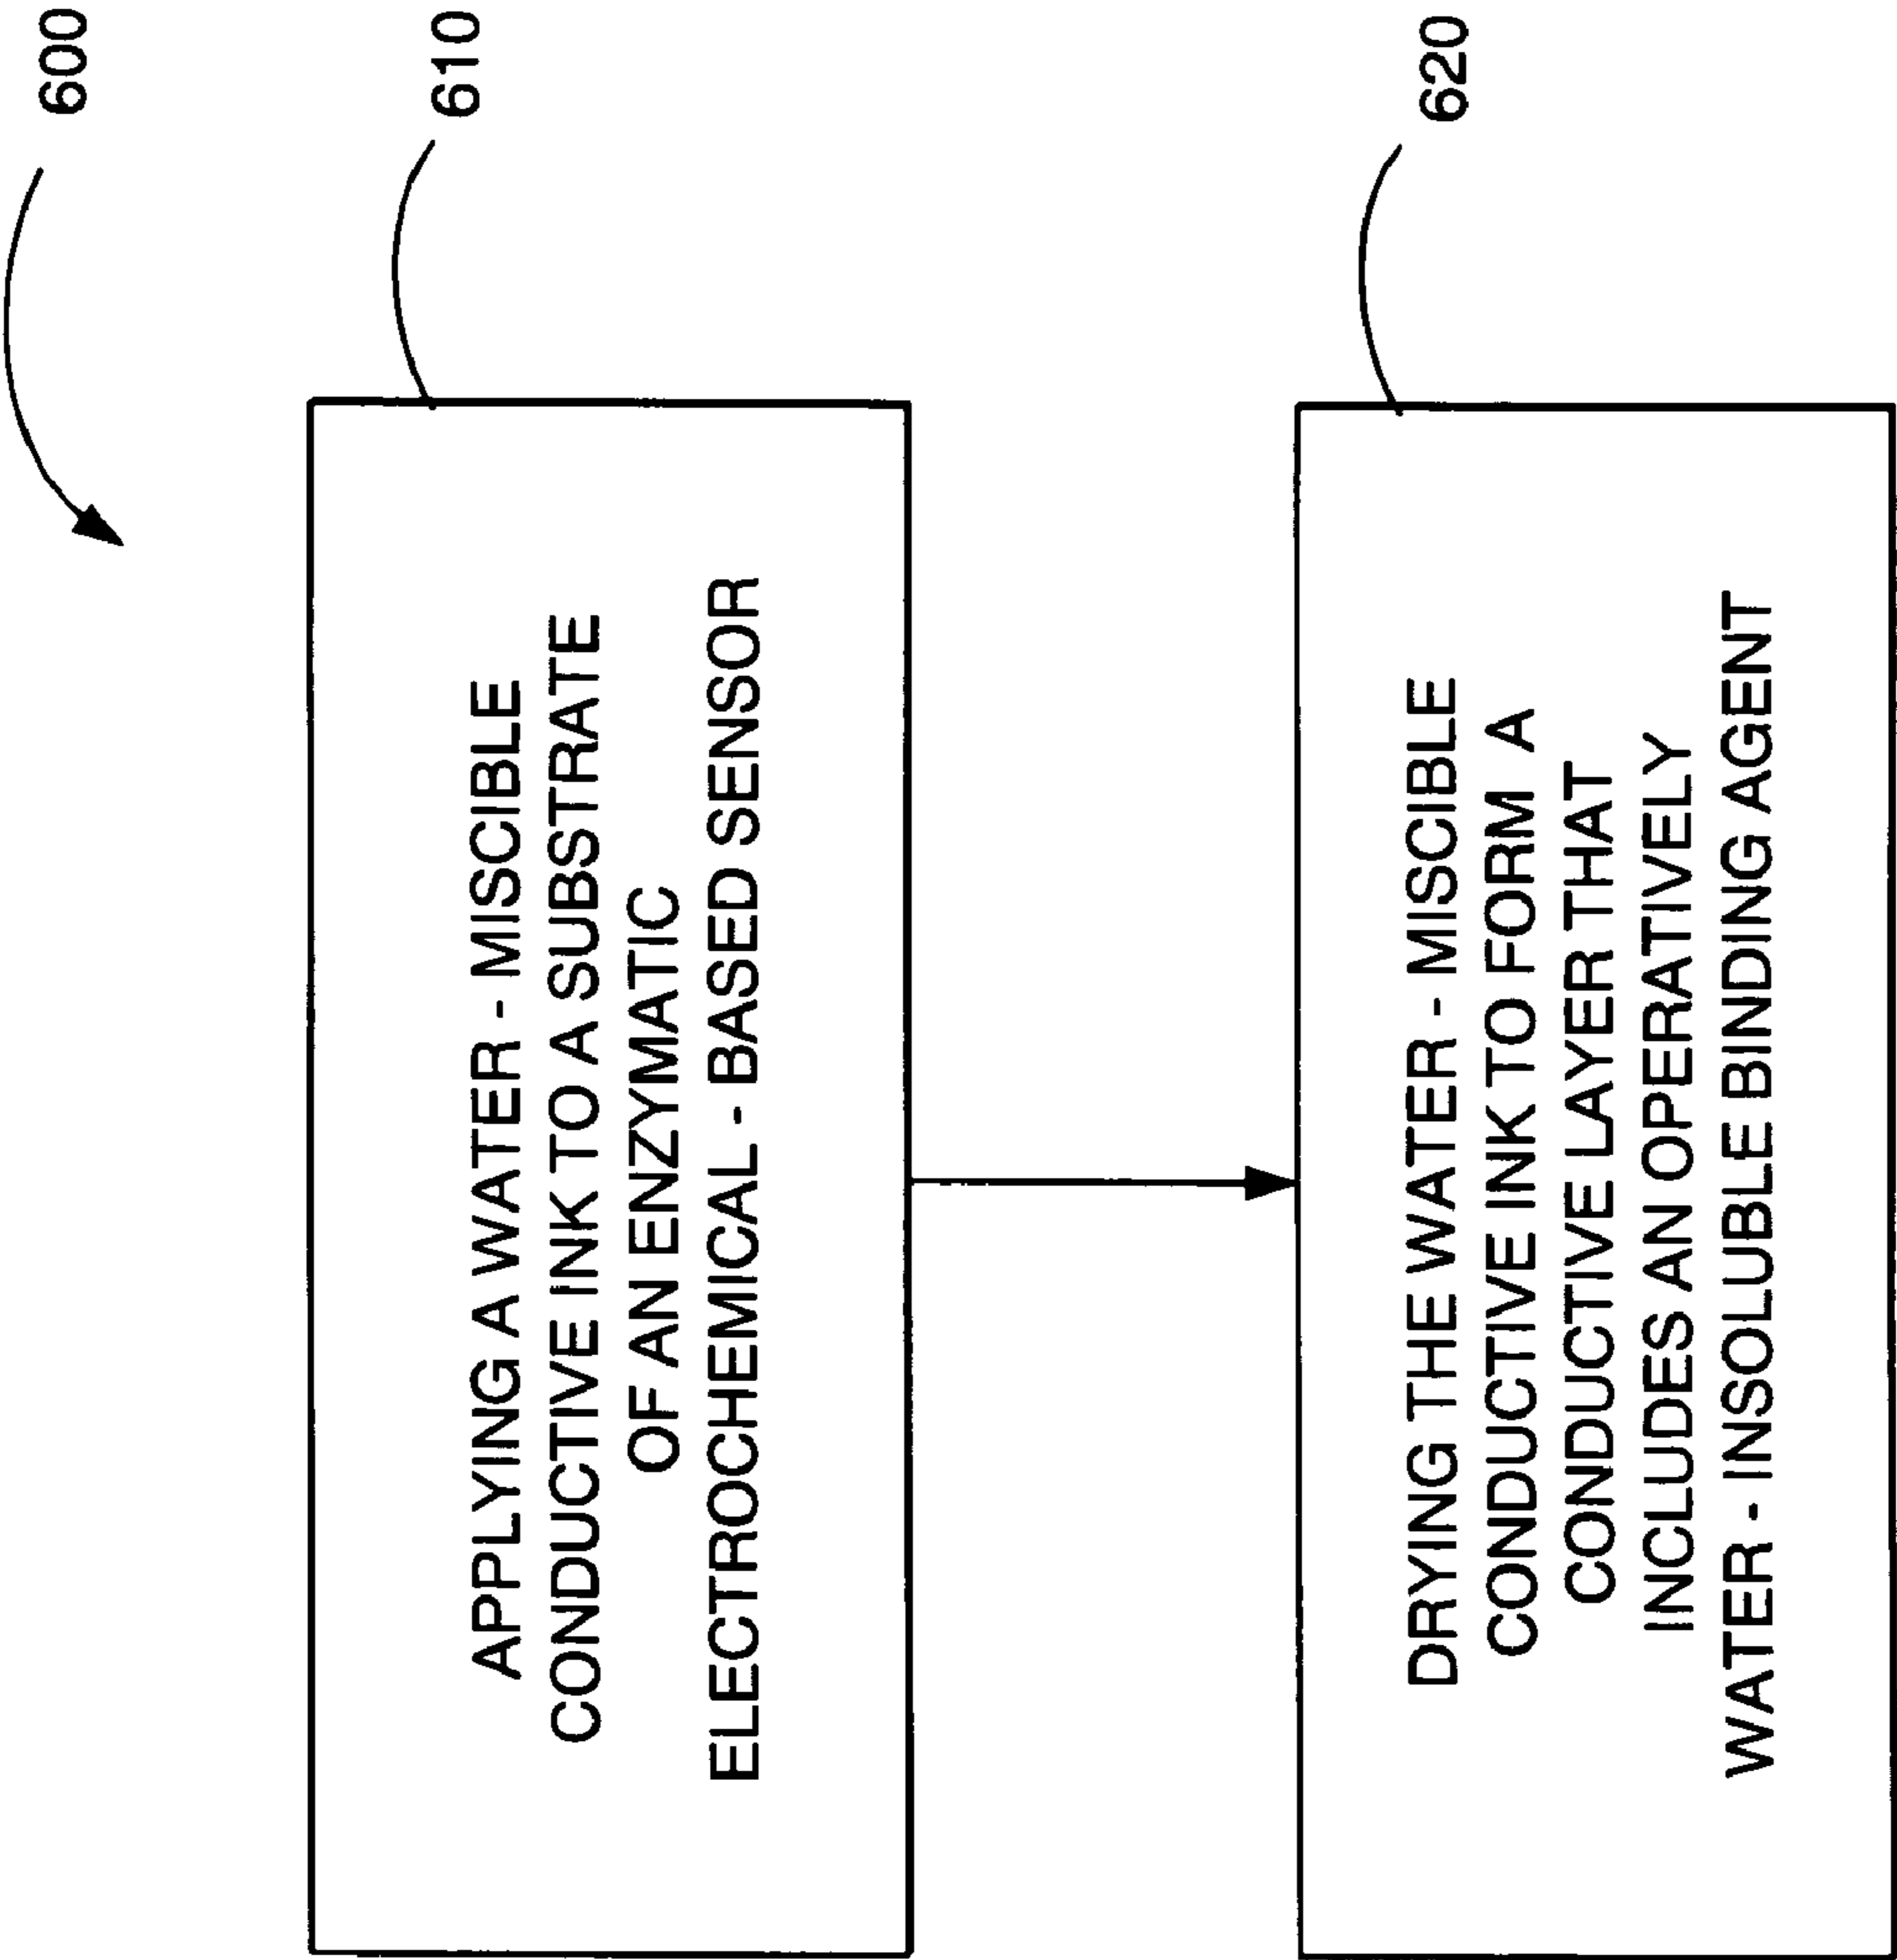 600
610
APPLYING A WATER - MISCIBLE
CONDUCTIVE INK TO A SUBSTRATE
OF AN ENZYMATIC
ELECTROCHEMICAL - BASED SENSOR
620
DRYING THE WATER - MISCIBLE
CONDUCTIVE INK TO FORM A
CONDUCTIVE LAYER THAT
INCLUDES AN OPERATIVELY
WATER - INSOLUBLE BINDING AGENT